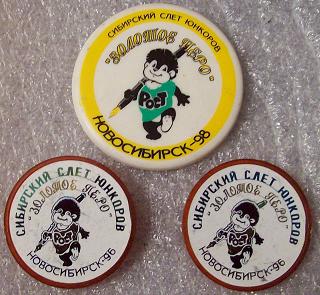 СИБИРСКИЙ СЛЕТ ЮНКОРОВ
"ЗОЛОТОЕ ПЕРО"
РОСТ
НОВОСИБИРСК-98
СИБИРСКИЙ СЛЕТ ЮНКОРОВ
"ЗОЛОТОЕ ПЕРО"
РОСТ
НОВОСИБИРСК-96
СИБИРСКИЙ СЛЕТ ЮНКОРОВ
"ЗОЛОТОЕ ПЕРО"
РОСТ
НОВОСИБИРСК-96